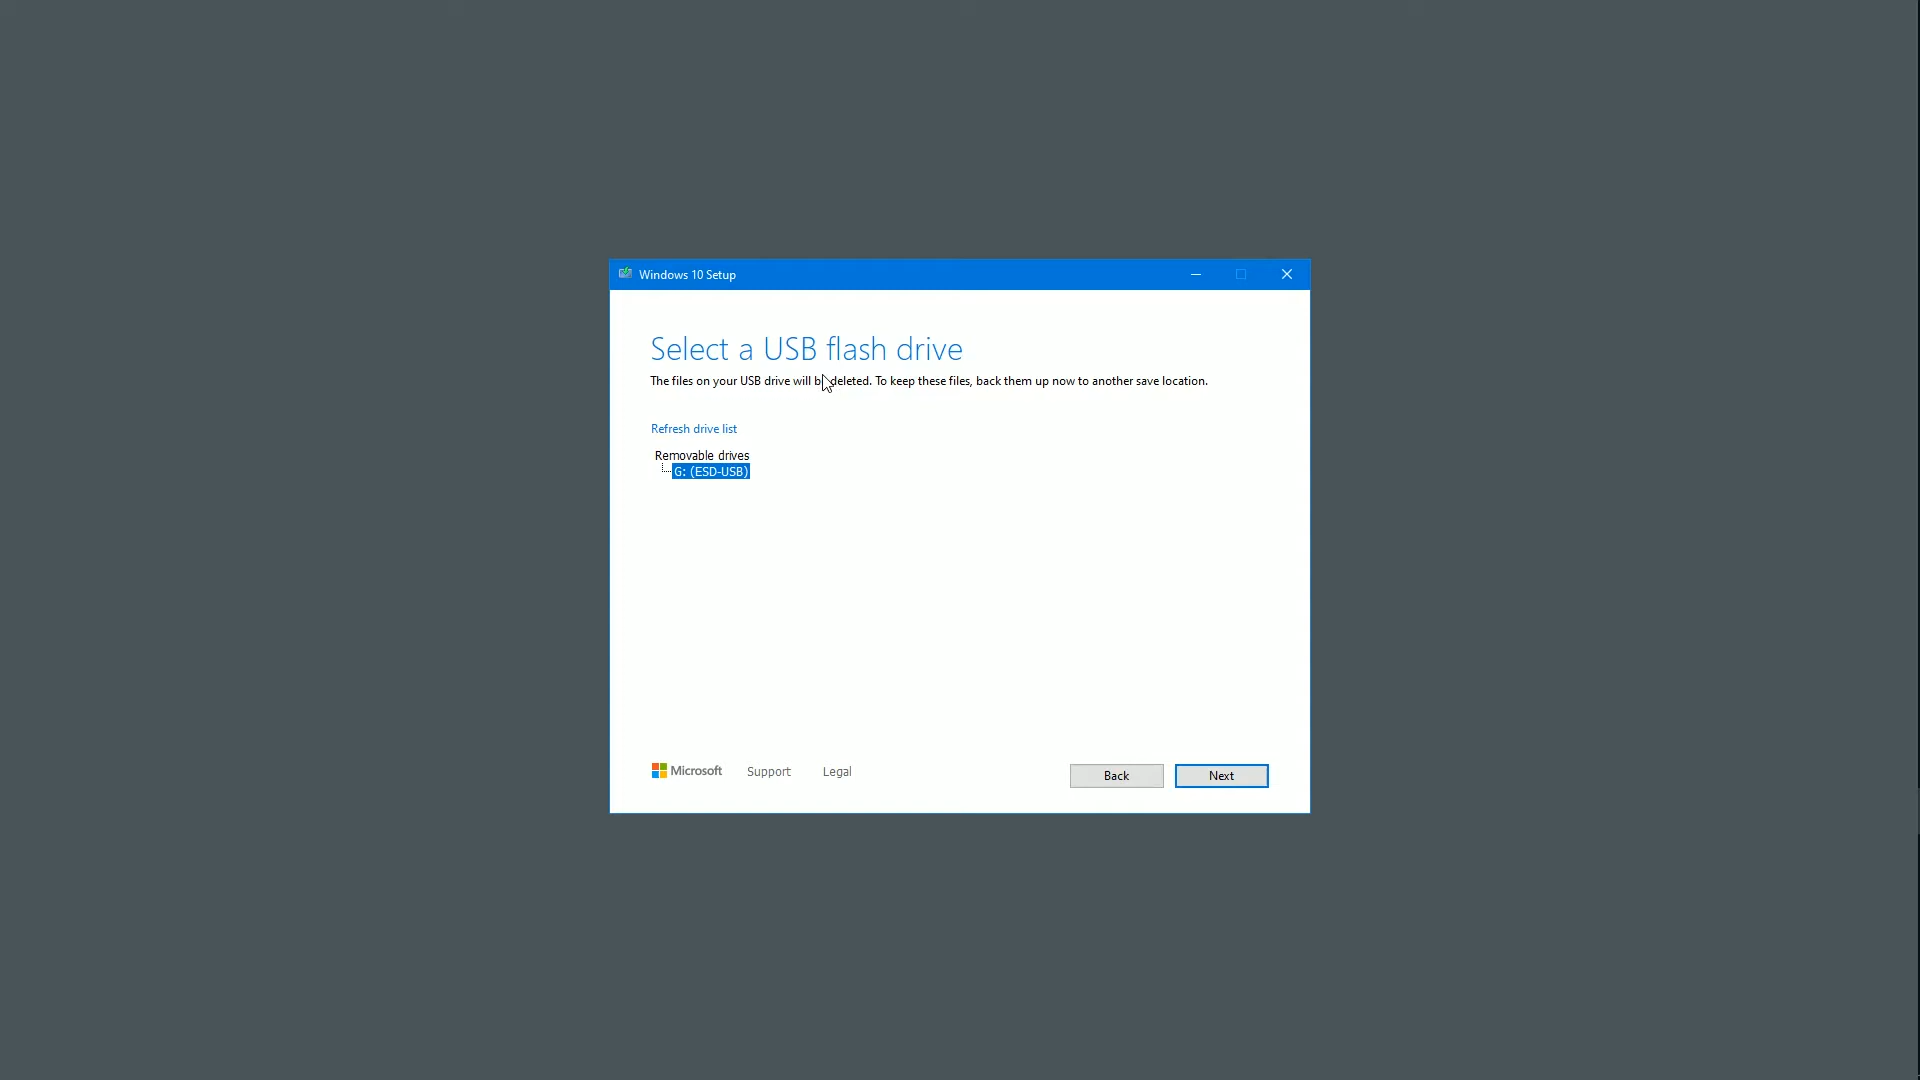 Windows 10 Setup
Select a USB flash drive
The files on your USB drive will be deleted. To keep these files, back them up now to another save location.
Refresh drive list
Removable drives
G: (ESD-USB)
Microsoft Support Legal Back Next